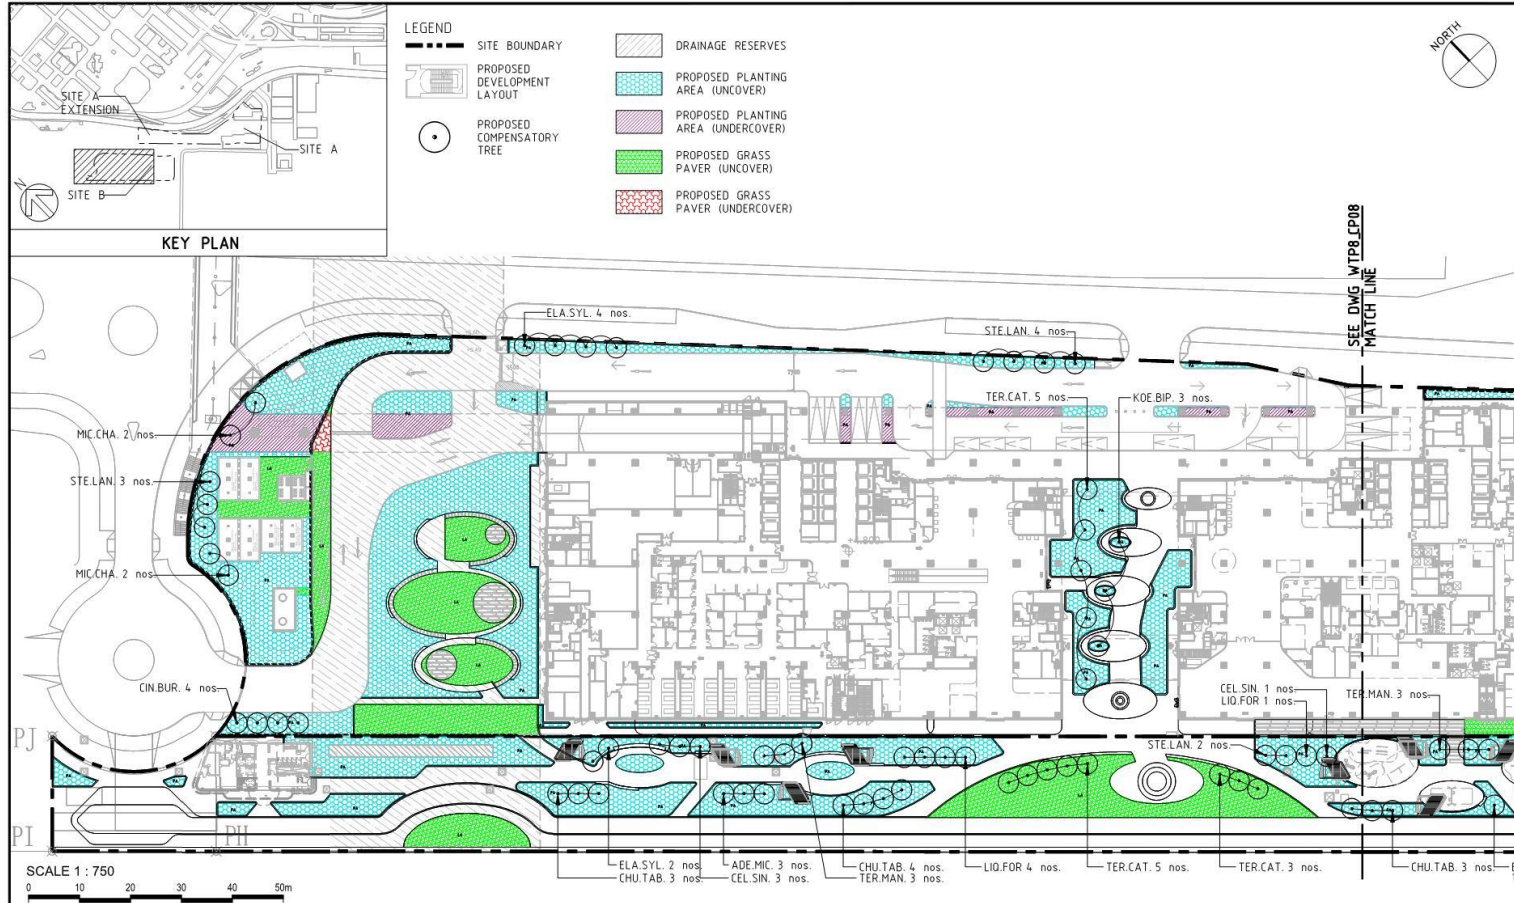 LEGEND
SITE BOUNDARY
PROPOSED
DEVELOPMENT
LAYOUT
PROPOSED
COMPENSATORY
TREE
DRAINAGE RESERVES
PROPOSED PLANTING
AREA (UNCOVER)
PROPOSED PLANTING
AREA (UNDERCOVER)
PROPOSED GRASS
PAVER (UNCOVER)
PROPOSED GRASS
PAVER (UNDERCOVER)
NORTH
SITE A
EXTENSION
SITE A
SITE B
N
KEY PLAN
SEE DWG WTP8_CP08
MATCH LINE
ELA.SYL. 4 nos.
STE.LAN. 4 nos.
TER.CAT. 5 nos.
KOE.BIP. 3 nos.
MIC.CHA. 2 nos.
STE.LAN. 3 nos.
MIC.CHA. 2 nos.
CIN.BUR. 4 nos.
CEL.SIN. 1 nos.
LIQ.FOR 1 nos.
TER.MAN. 3 nos.
STE.LAN. 2 nos.
PJ
PI
PII
ELA.SYL. 2 nos.
CHU.TAB. 3 nos.
ADE.MIC. 3 nos.
CEL.SIN. 3 nos.
CHU.TAB. 4 nos.
TER.MAN. 3 nos.
LIQ.FOR 4 nos.
TER.CAT. 5 nos.
TER.CAT. 3 nos.
CHU.TAB. 3 nos.
SCALE 1 : 750
0 10 20 30 40 50m